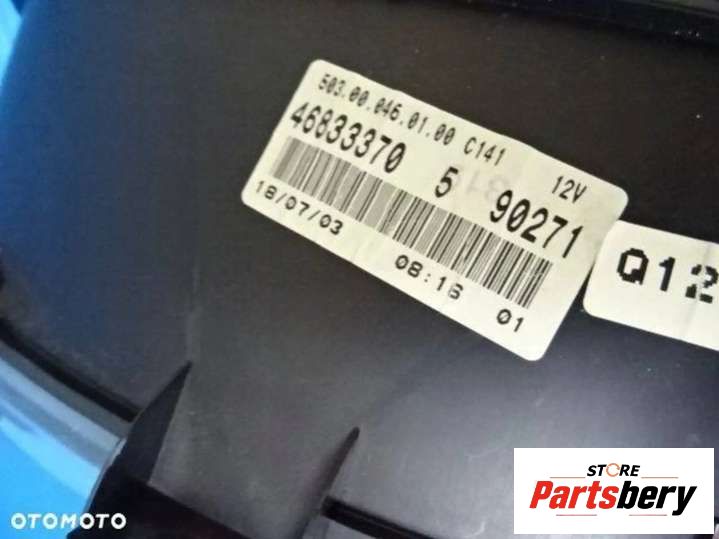 503.00.046.01.00 C141 12V
46833370 5 90271
18/07/03 08:16 01
Q12
STORE
Partsbery
OTOMOTO